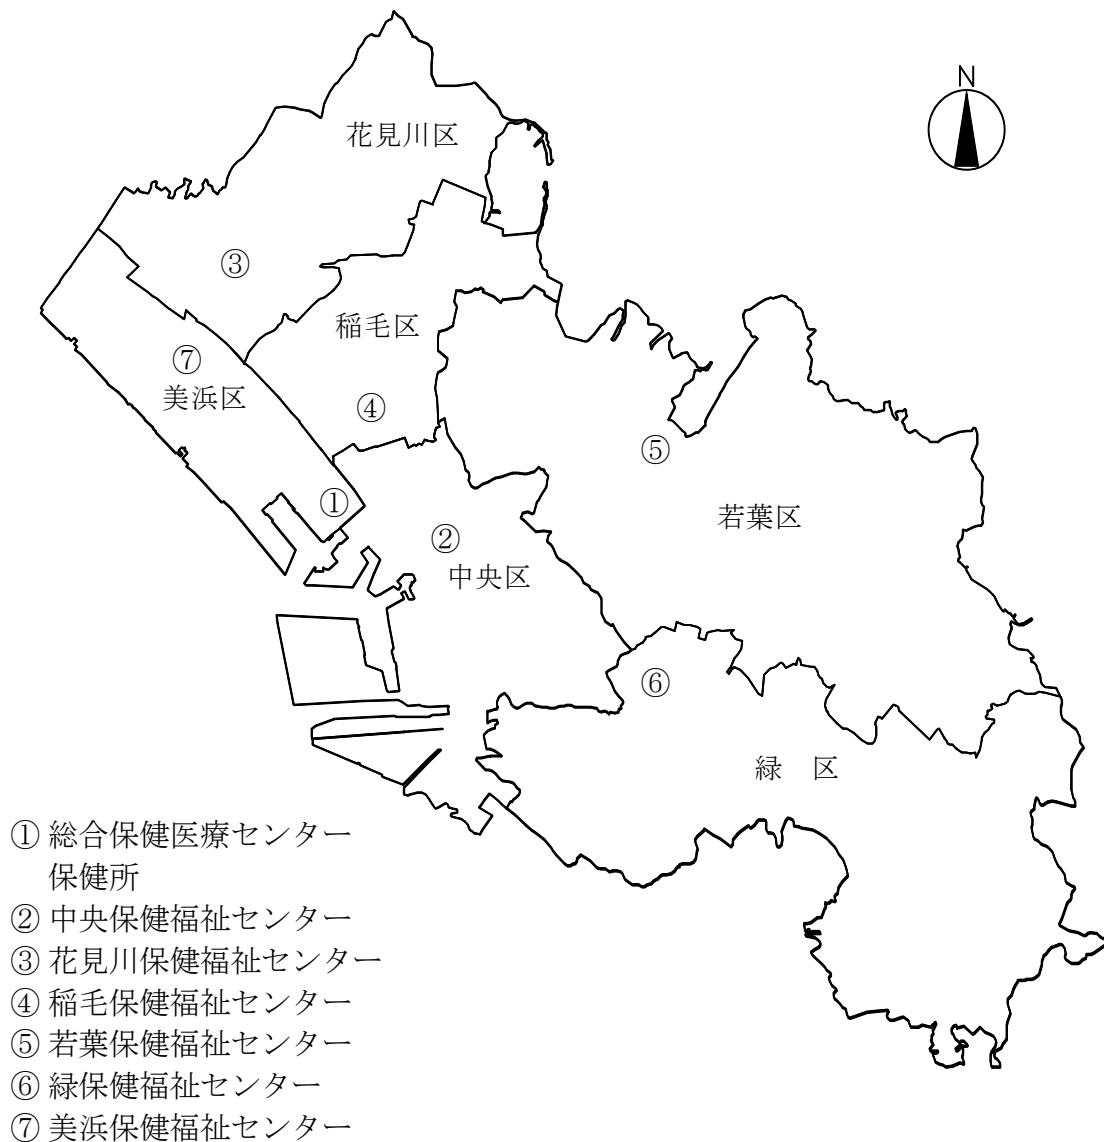 N
花見川区
③
稲毛区
⑦
美浜区
④
⑤
①
若葉区
②
中央区
⑥
緑　区
① 総合保健医療センター
保健所
② 中央保健福祉センター
③ 花見川保健福祉センター
④ 稲毛保健福祉センター
⑤ 若葉保健福祉センター
⑥ 緑保健福祉センター
⑦ 美浜保健福祉センター